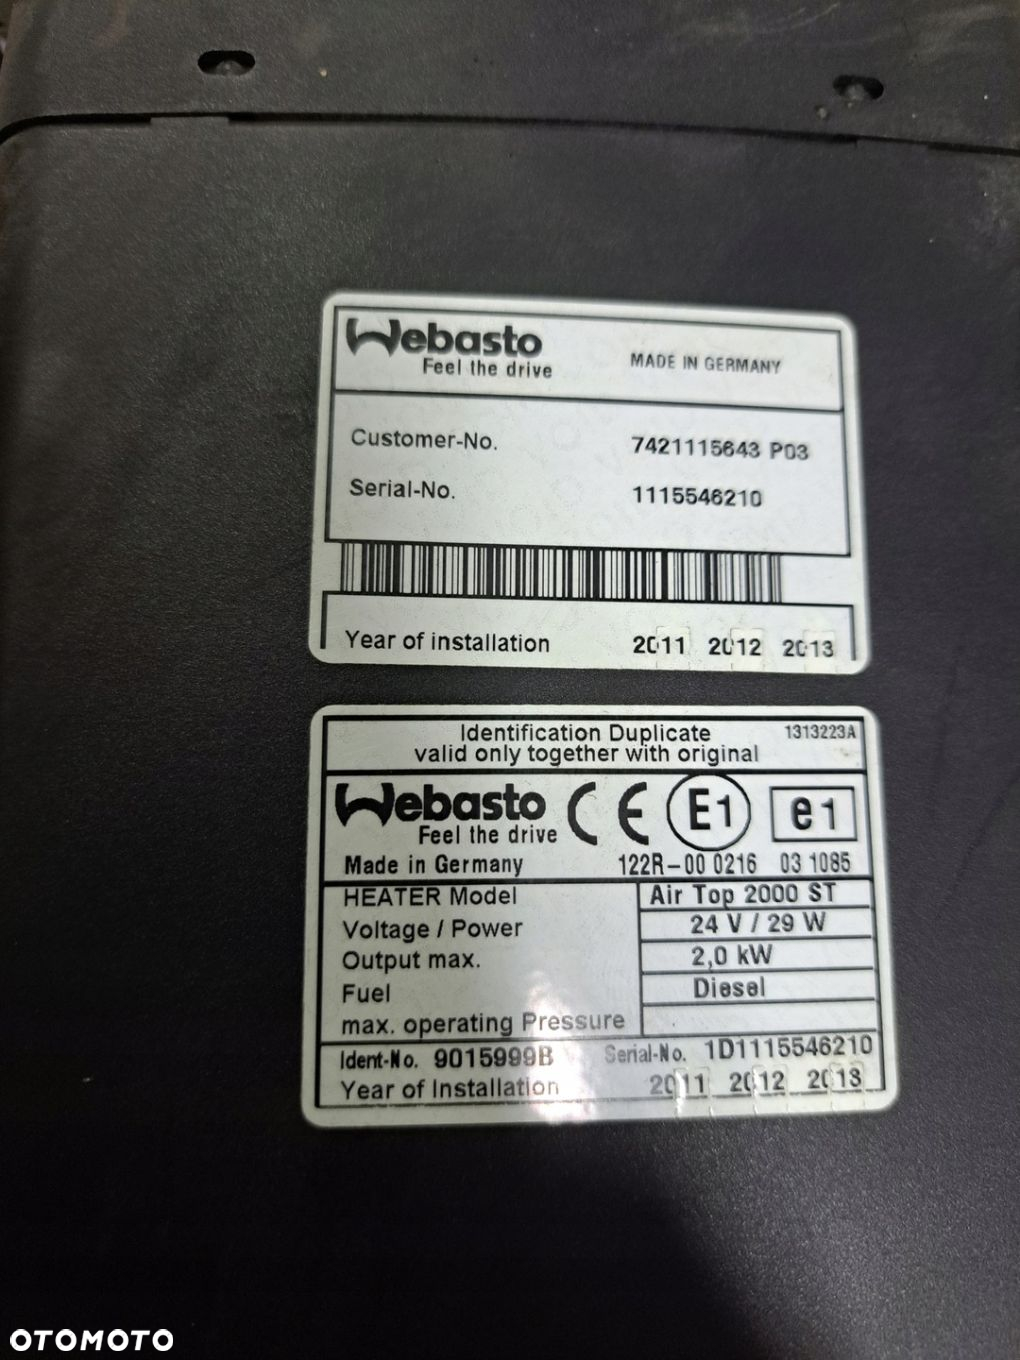 Webasto
Feel the drive
MADE IN GERMANY
Customer-No. 7421115643 P03
Serial-No. 1115546210
Year of installation 2011 2012 2013
Identification Duplicate 1313223A
valid only together with original
Webasto CE E1 e1
Feel the drive
Made in Germany 122R-00 0216 03 1085
HEATER Model Air Top 2000 ST
Voltage / Power 24 V / 29 W
Output max. 2,0 kW
Fuel Diesel
max. operating Pressure
Ident-No. 9015999B Serial-No. 1D1115546210
Year of Installation 2011 2012 2013
OTOMOTO